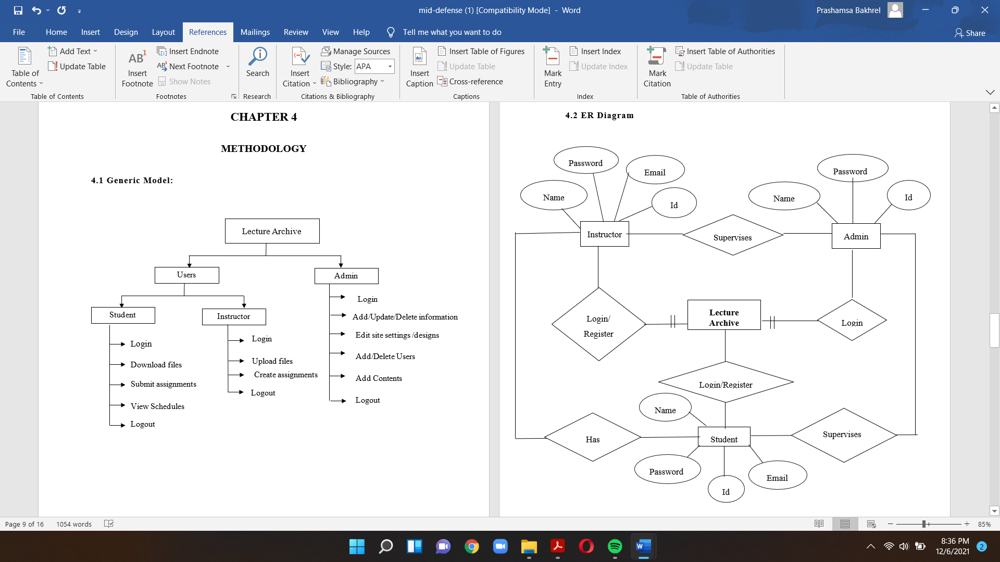 mid-defense (1) [Compatibility Mode] - Word
Prashamsa Bakhrel
File
Home
Insert
Design
Layout
References
Mailings
Review
View
Help
Tell me what you want to do
Share
Table of
Contents
Add Text
Update Table
Table of Contents
AB1
Insert
Footnote
Insert Endnote
Next Footnote
Show Notes
Footnotes
Search
Research
Insert
Citation
Manage Sources
Style: APA
Bibliography
Citations & Bibliography
Insert
Caption
Insert Table of Figures
Update Table
Cross-reference
Captions
Mark
Entry
Insert Index
Update Index
Index
Mark
Citation
Insert Table of Authorities
Update Table
Table of Authorities
CHAPTER 4
METHODOLOGY
4.1 Generic Model:
Lecture Archive
Users
Admin
Student
Instructor
Login
Download files
Submit assignments
View Schedules
Logout
Login
Upload files
Create assignments
Logout
Login
Add/Update/Delete information
Edit site settings /designs
Add/Delete Users
Add Contents
Logout
4.2 ER Diagram
Password
Email
Name
Id
Instructor
Supervises
Password
Name
Id
Admin
Login/
Register
Lecture
Archive
Login
Login/Register
Name
Has
Student
Supervises
Password
Id
Email
Page 9 of 16
1054 words
85%
8:36 PM
12/6/2021
2